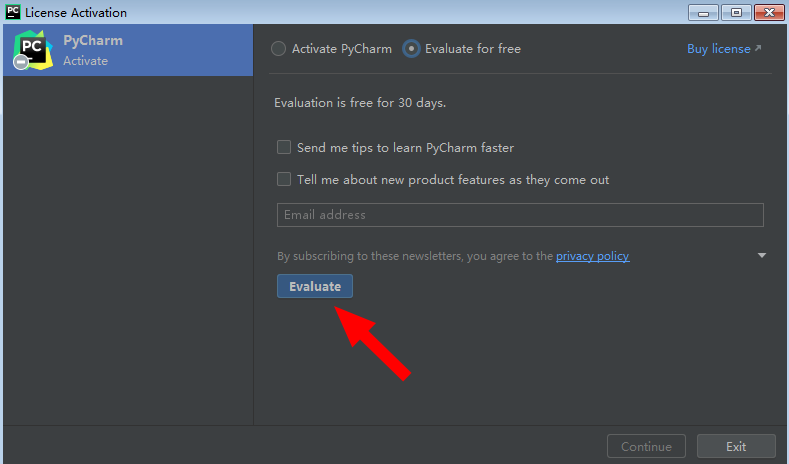 PC License Activation
PC
PyCharm
Activate
Activate PyCharm
Evaluate for free
Buy license
Evaluation is free for 30 days.
Send me tips to learn PyCharm faster
Tell me about new product features as they come out
Email address
By subscribing to these newsletters, you agree to the privacy policy
Evaluate
Continue
Exit